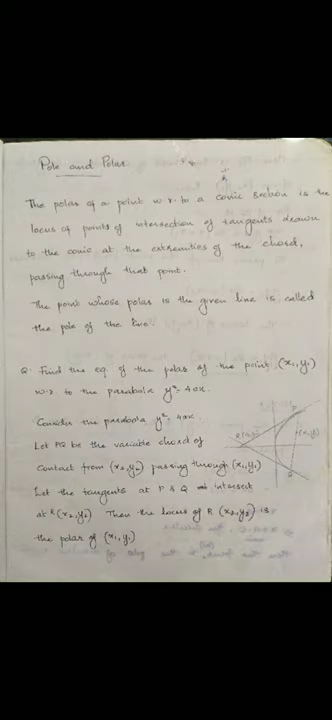 Pole and Polar
The polar of a point w.r. to a conic section is the
locus of points of intersection of tangents drawn
to the conic at the extremities of the chord,
passing through that point.
The point whose polar is the given line is called
the pole of the line.
Q. Find the eq. of the polar of the point (x₁, y₁)
w.r. to the parabola y² = 4ax.
Consider the parabola y² = 4ax.
Let PQ be the variable chord of
Contact from (x₂, y₂) passing through (x₁, y₁)
Let the tangents at P & Q intersect
at R (x₂, y₂) Then the locus of R (x₂, y₂) is
the polar of (x₁, y₁)
P
(x₁, y₁)
Q